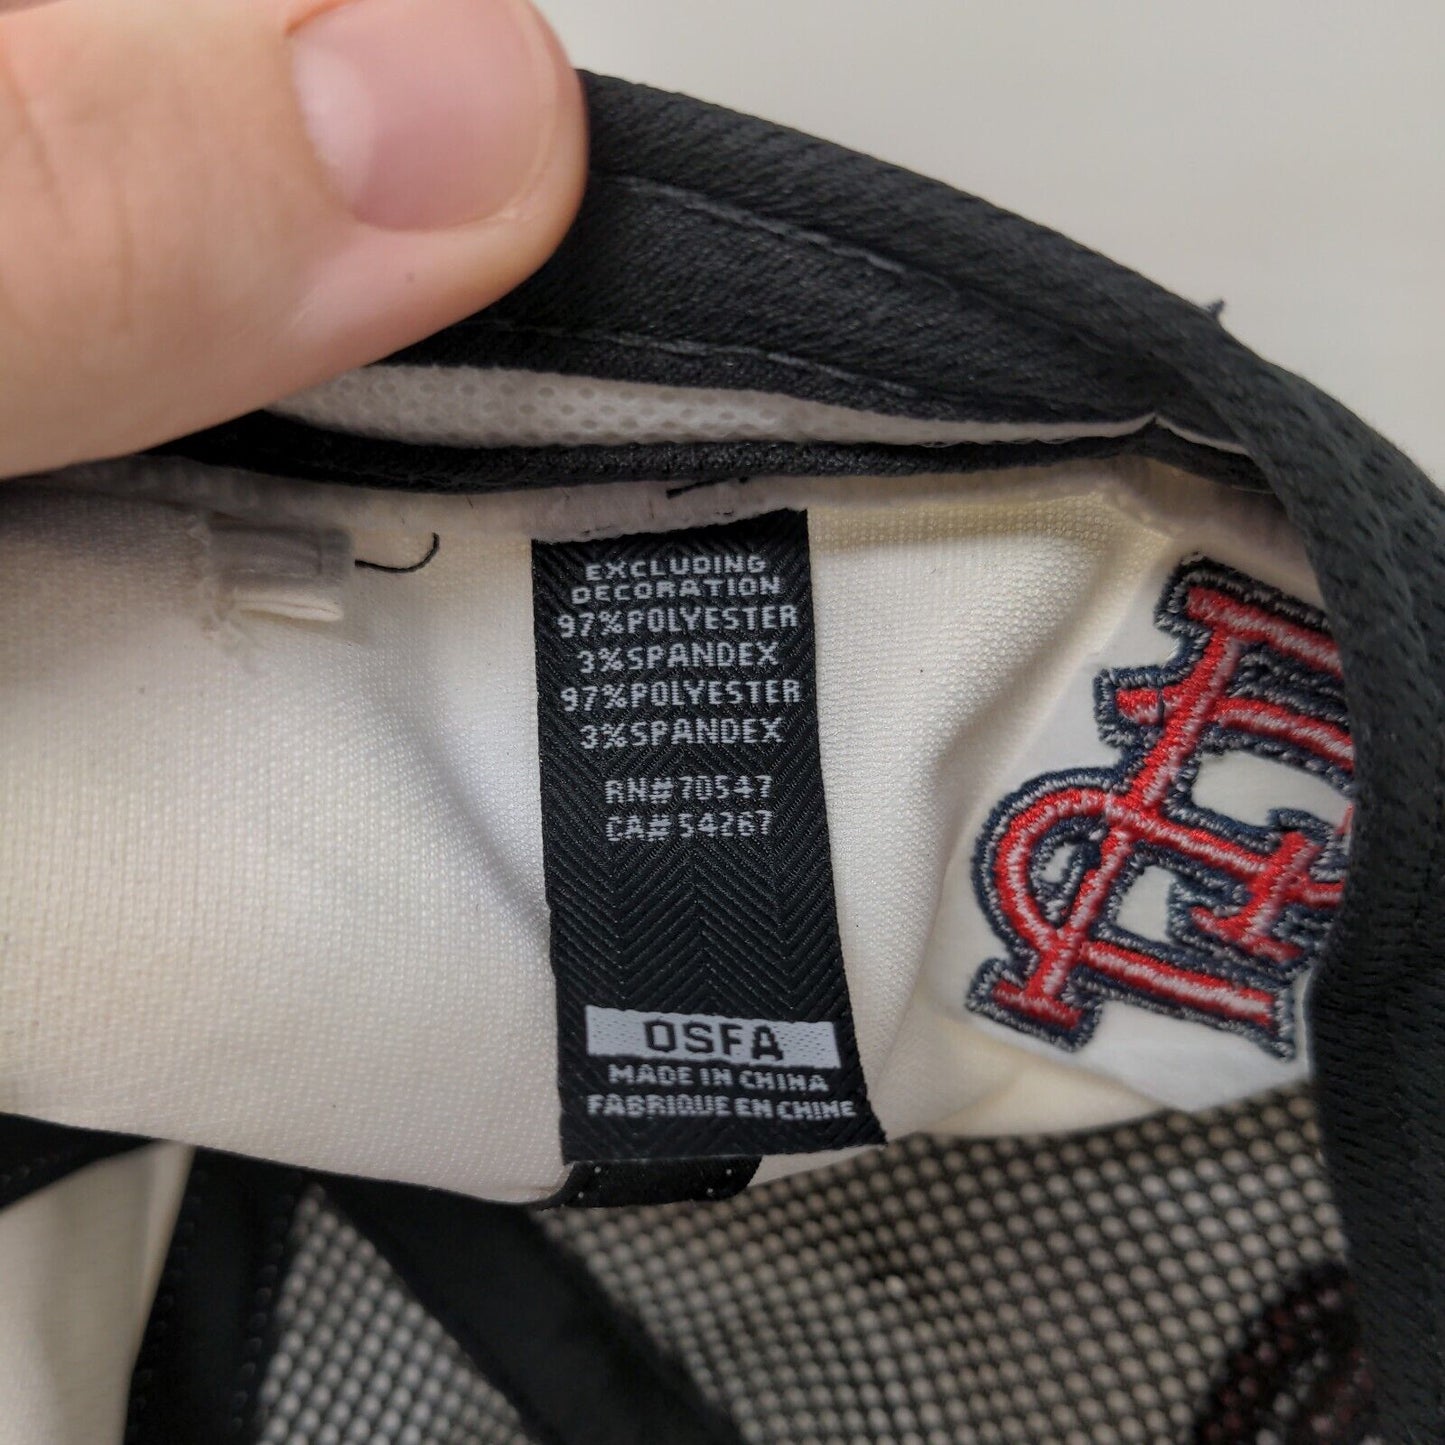 EXCLUDING
DECORATION
97%POLYESTER
3%SPANDEX
97%POLYESTER
3%SPANDEX
RN#70547
CA#54267
OSFA
MADE IN CHINA
FABRIQUE EN CHINE